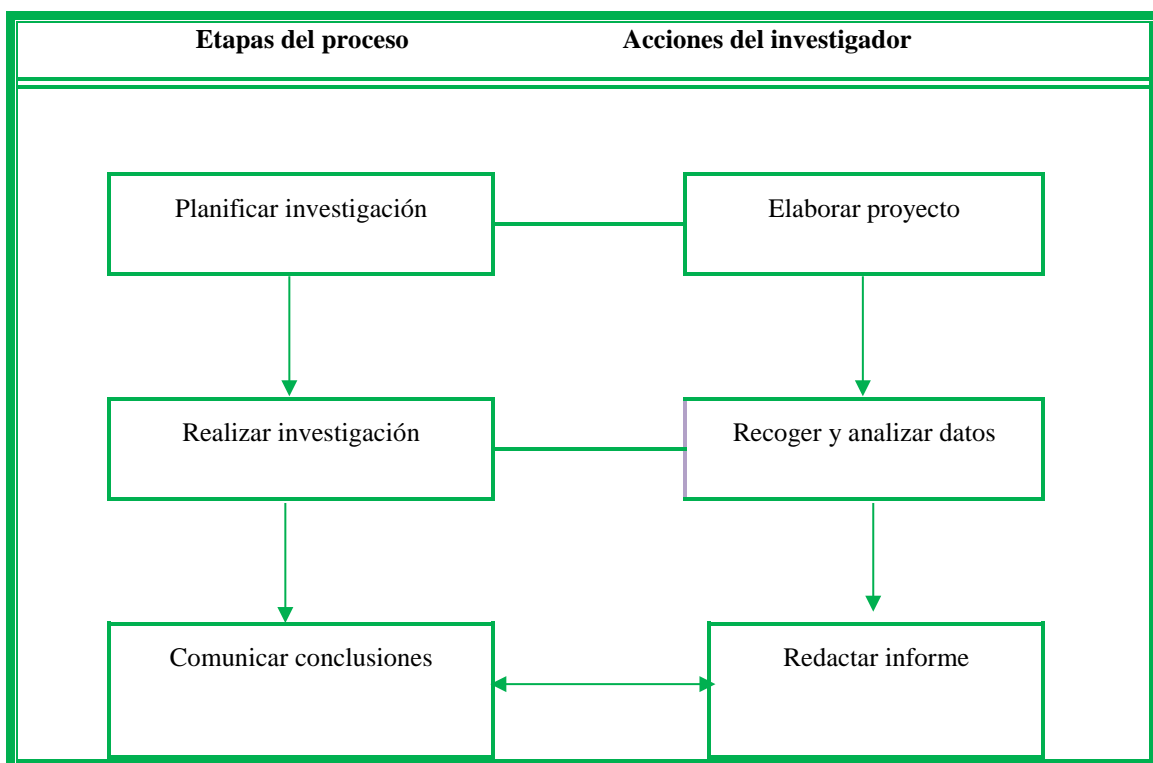 Etapas del proceso
Acciones del investigador
Planificar investigación
Elaborar proyecto
Realizar investigación
Recoger y analizar datos
Comunicar conclusiones
Redactar informe